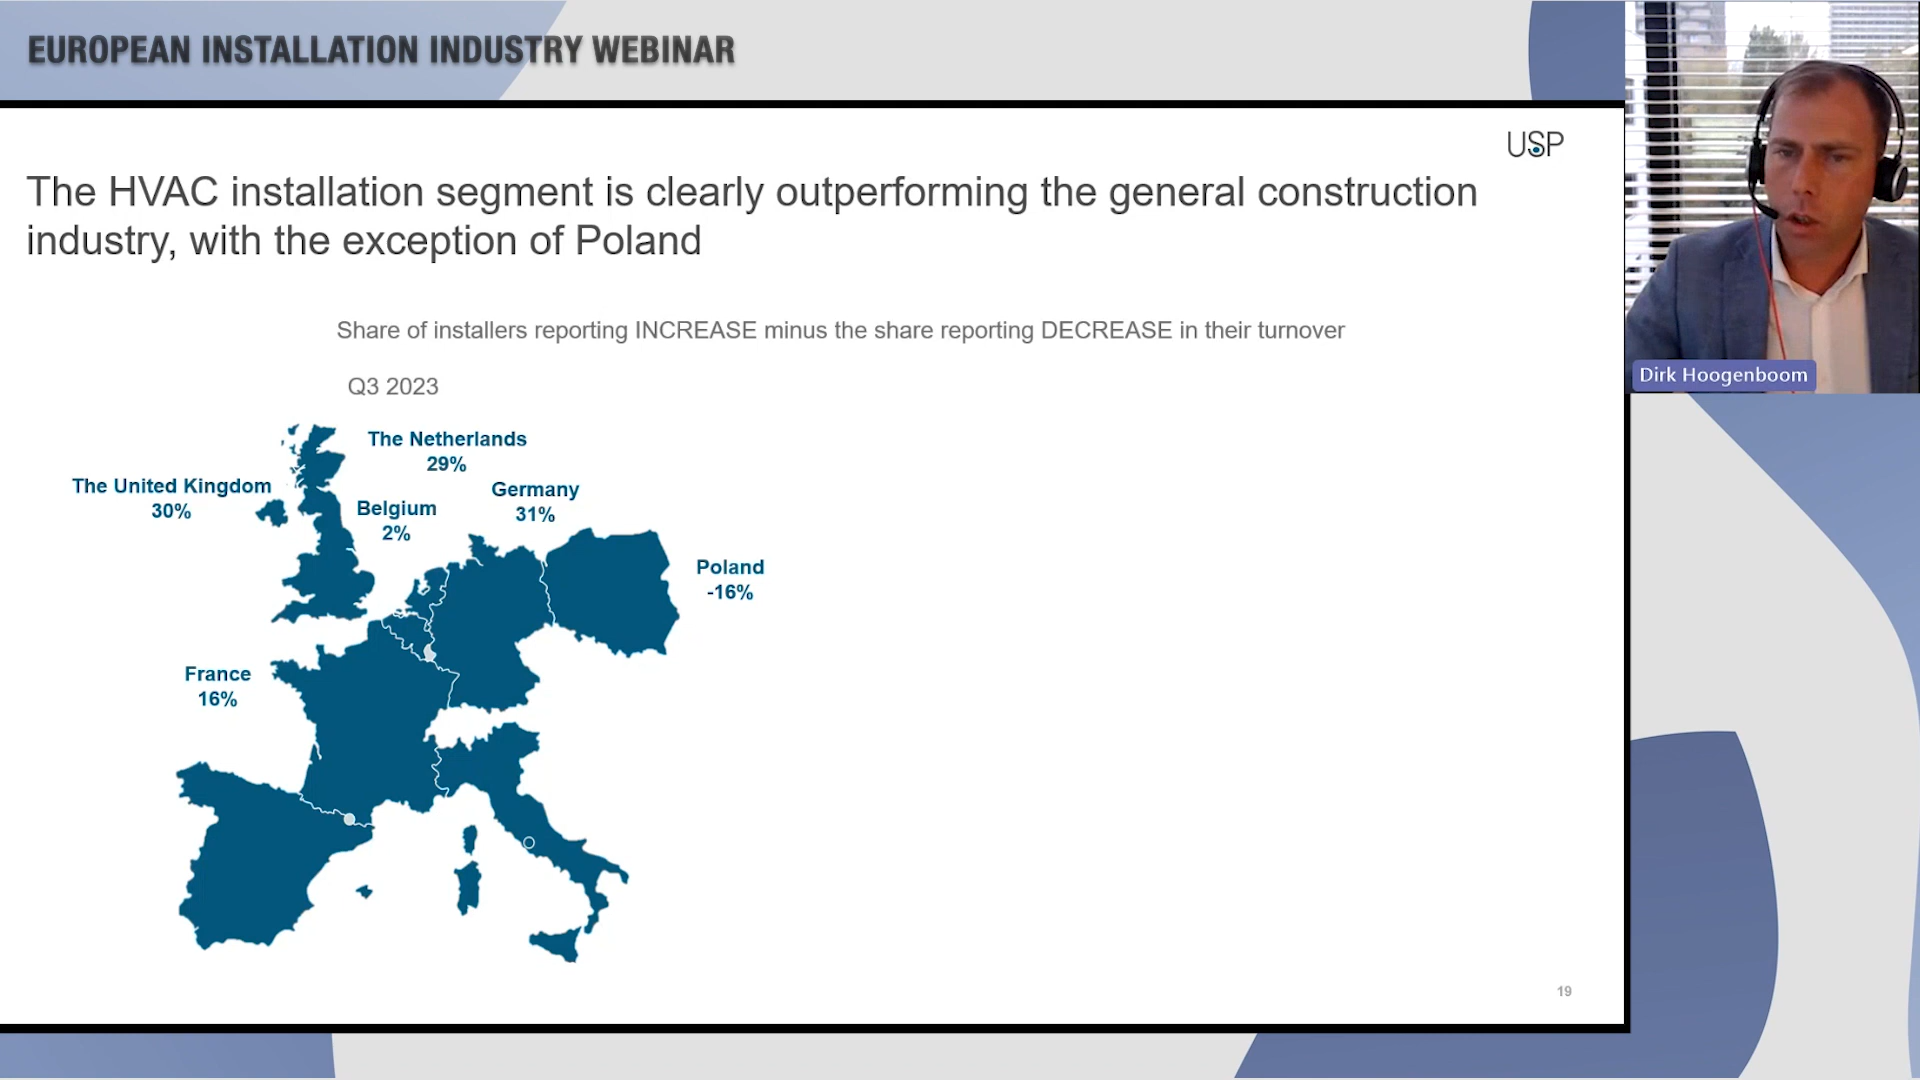 EUROPEAN INSTALLATION INDUSTRY WEBINAR
USP
The HVAC installation segment is clearly outperforming the general construction
industry, with the exception of Poland
Share of installers reporting INCREASE minus the share reporting DECREASE in their turnover
Dirk Hoogenboom
Q3 2023
The Netherlands
29%
The United Kingdom
30%
Germany
31%
Belgium
2%
Poland
-16%
France
16%
19